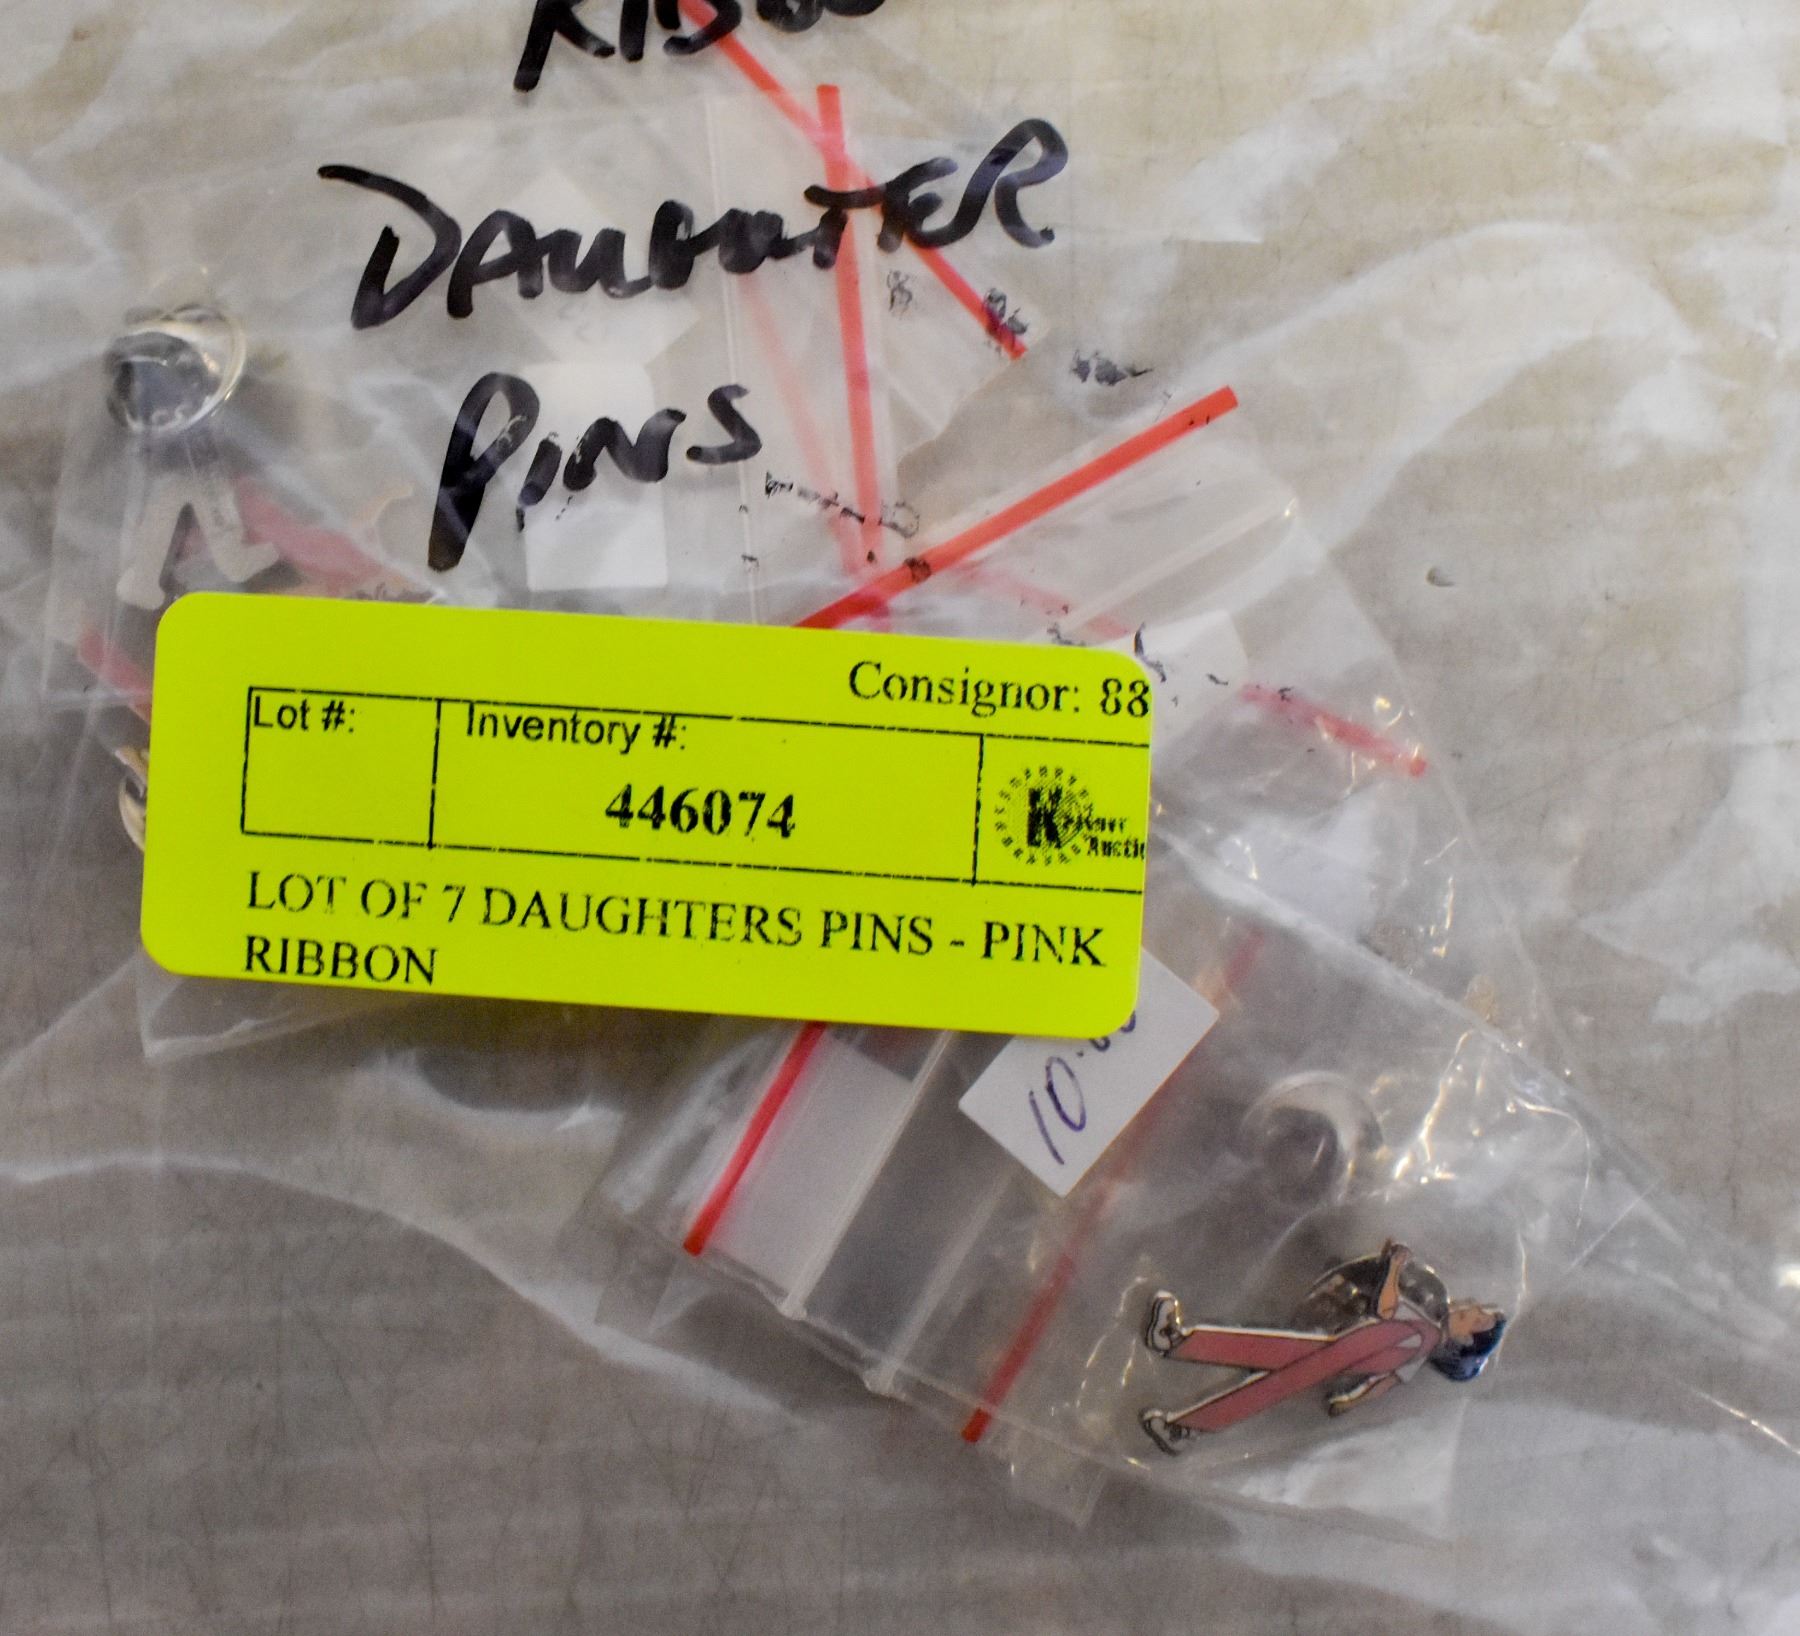 DAUGHTER
PINS
Consignor: 88
Lot #:
Inventory #:
446074
LOT OF 7 DAUGHTERS PINS - PINK
RIBBON